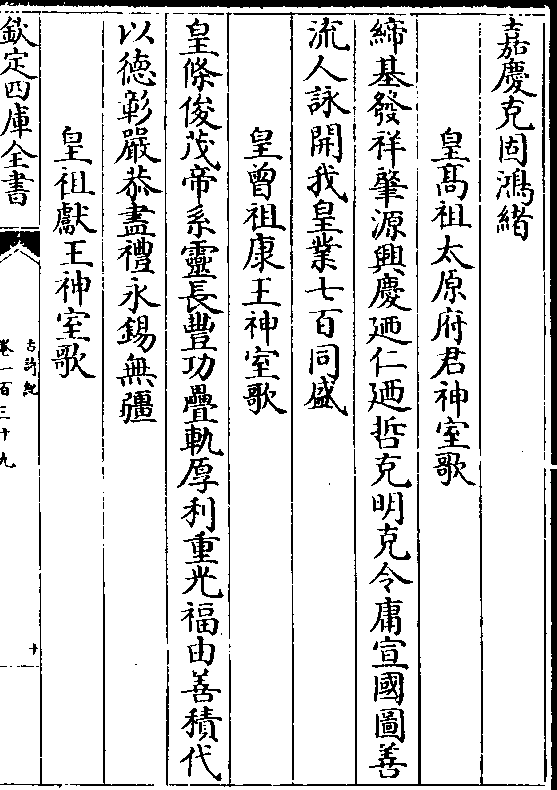 嘉慶克固鴻緒
皇髙祖太原府君神室歌
締基發祥肇源興慶廼仁廼哲克明克令庸宣國圖善
流人詠開我皇業七百同盛
皇曾祖康王神室歌
皇條俊茂帝系靈長豐功疊軌厚利重光福由善積代
以德彰嚴恭盡禮永錫無疆
皇祖獻王神室歌
欽定四庫全書
古詩紀
卷一百三十九
十